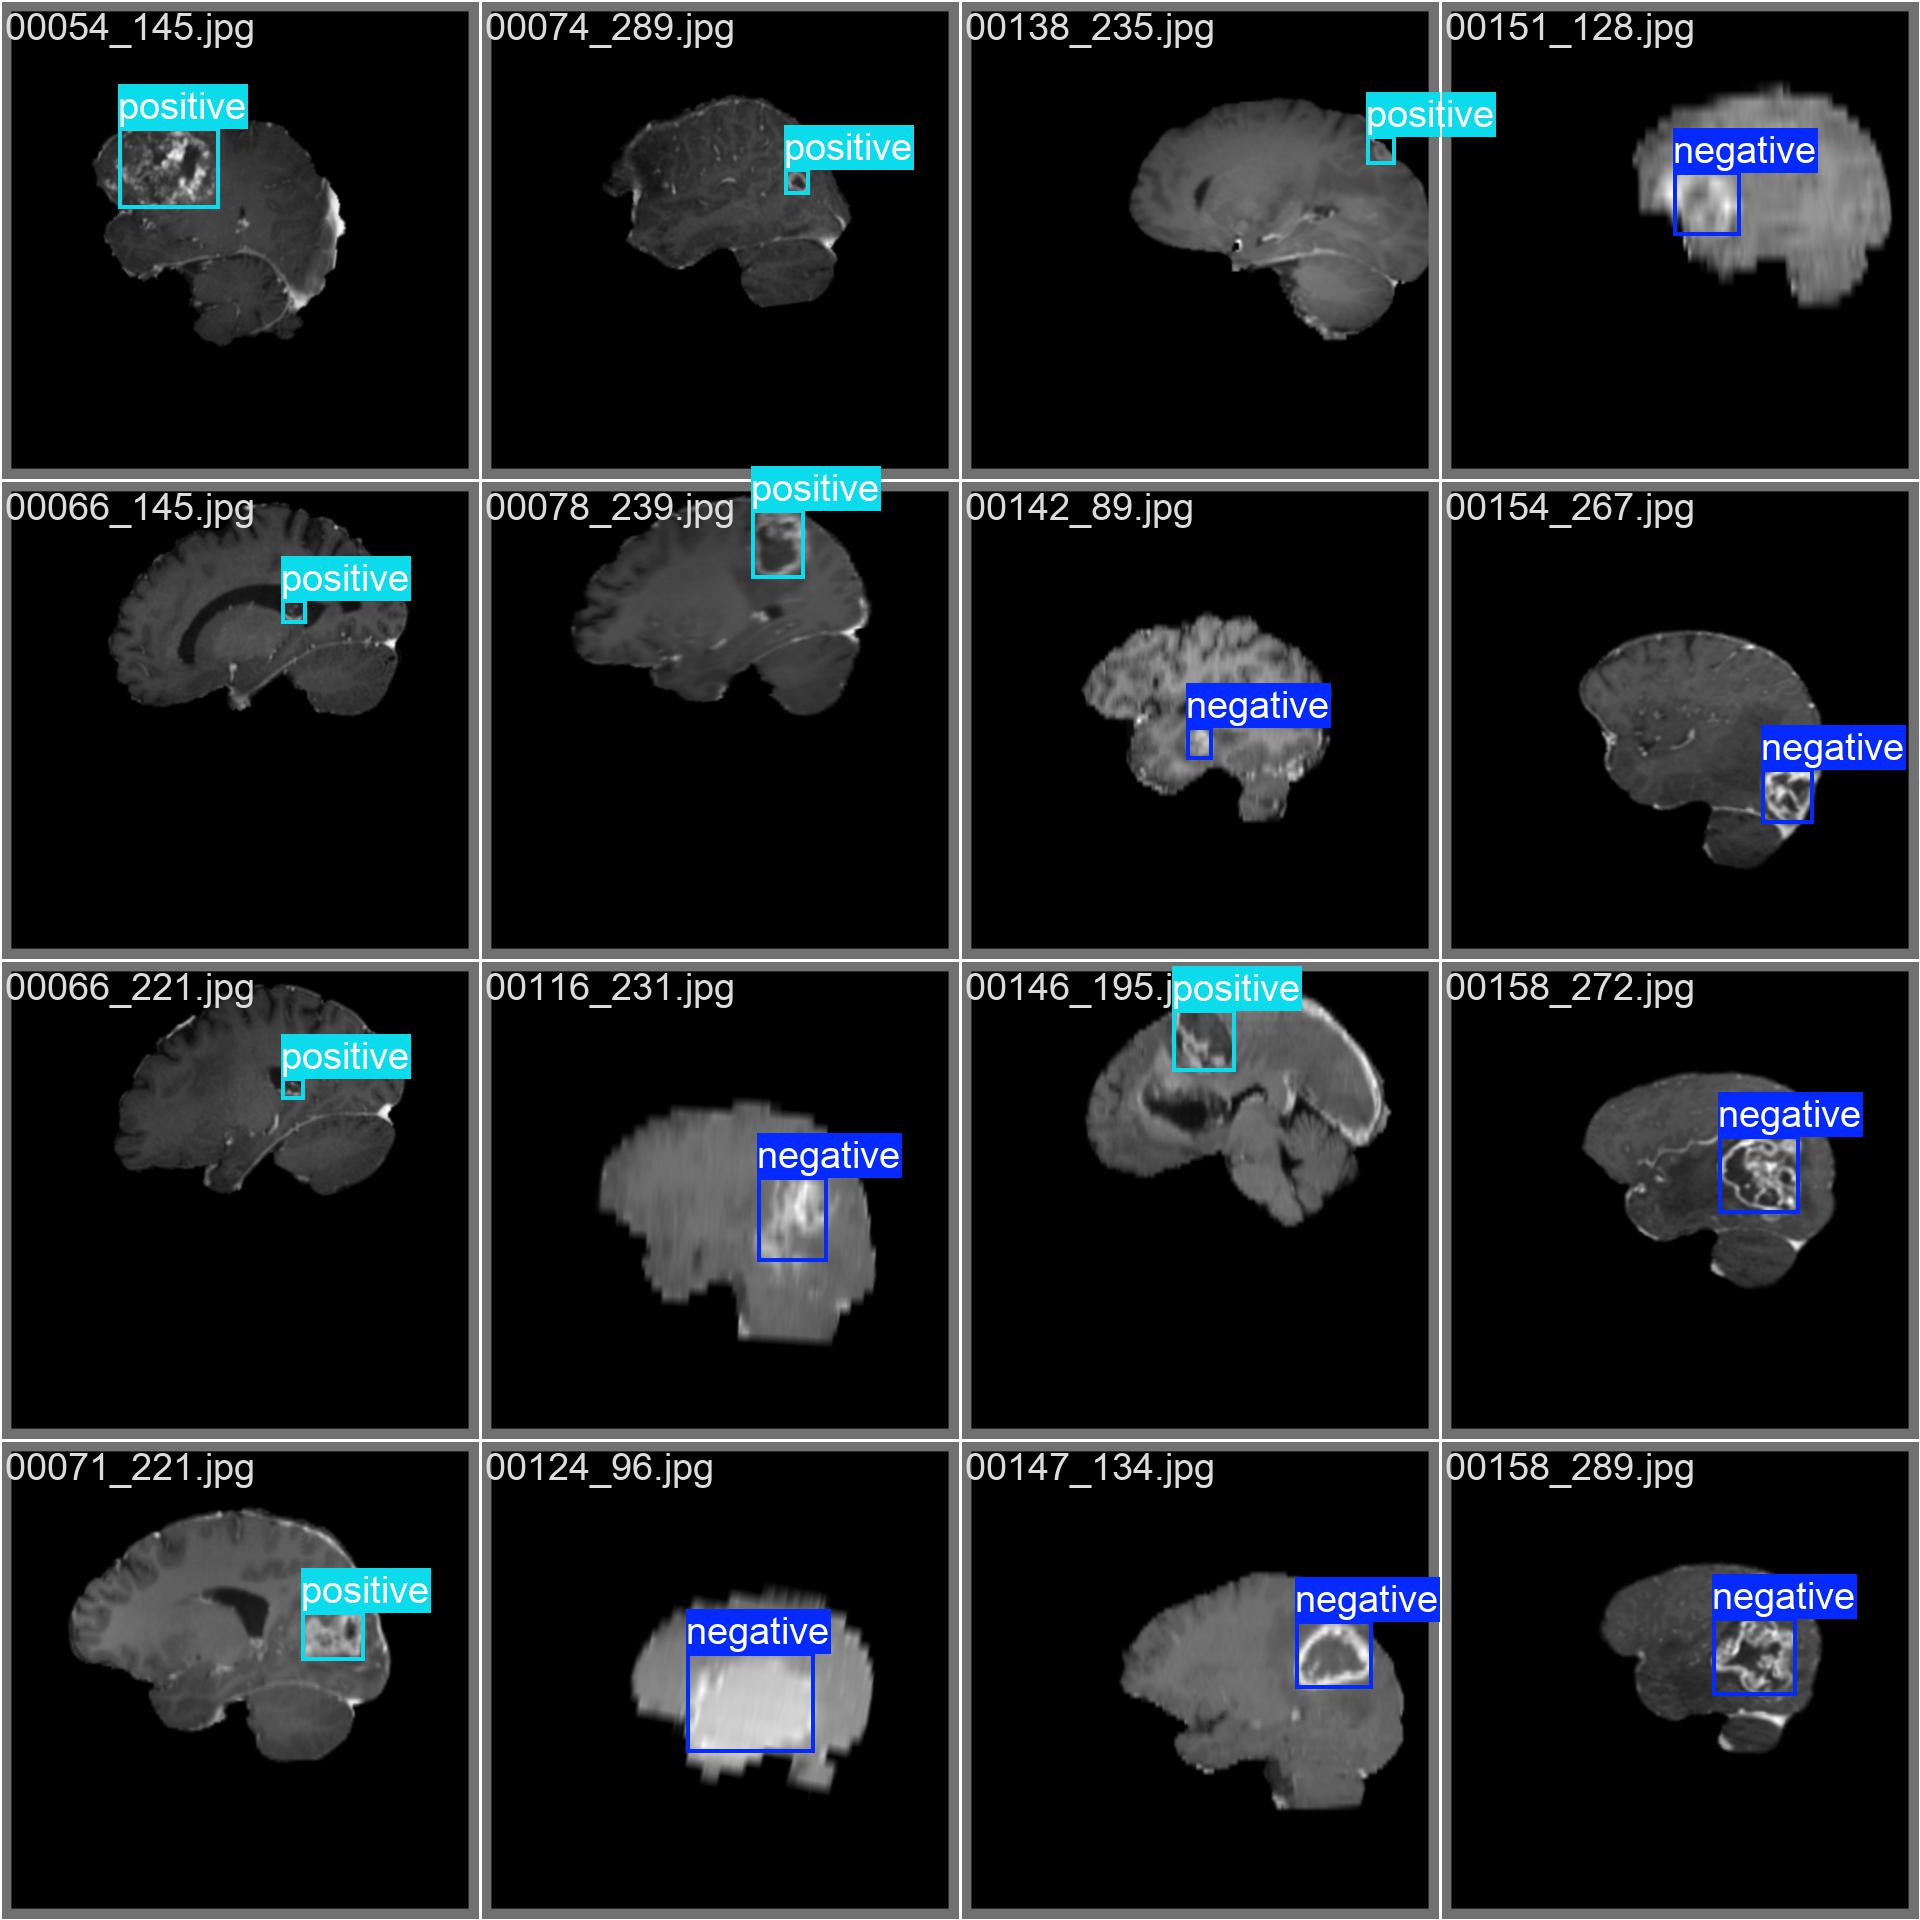 00054_145.jpg
positive
00074_289.jpg
positive
00138_235.jpg
positive
00151_128.jpg
negative
00066_145.jpg
positive
00078_239.jpg
positive
00142_89.jpg
negative
00154_267.jpg
negative
00066_221.jpg
positive
00116_231.jpg
negative
00146_195.j
positive
00158_272.jpg
negative
00071_221.jpg
positive
00124_96.jpg
negative
00147_134.jpg
negative
00158_289.jpg
negative